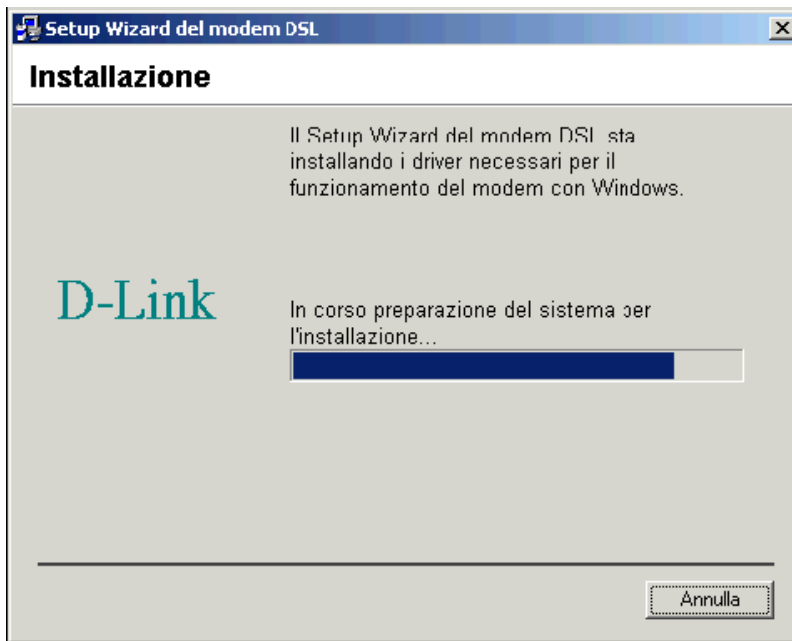 Setup Wizard del modem DSL
Installazione
Il Setup Wizard del modem DSL sta
installando i driver necessari per il
funzionamento del modem con Windows.
D-Link
In corso preparazione del sistema per
l'installazione...
Annulla